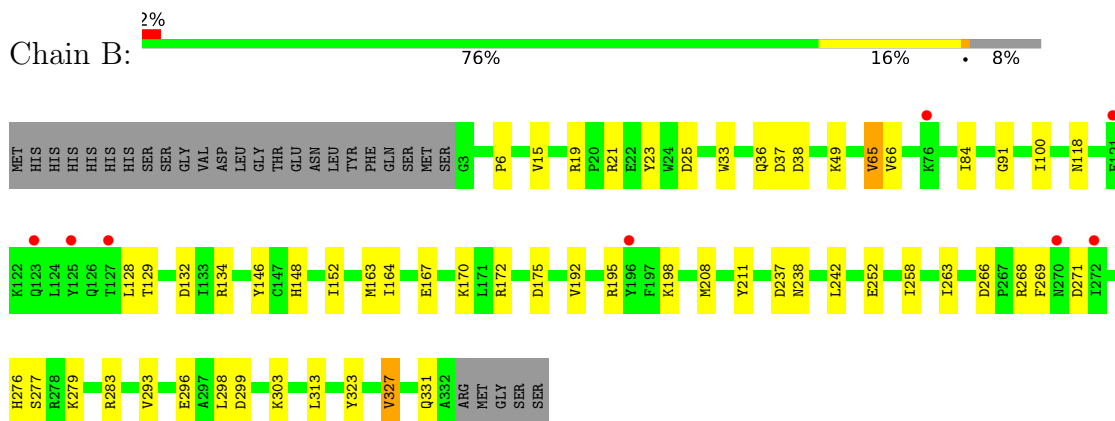 2%
Chain B:
76% 16% • 8%
MET HIS HIS HIS HIS HIS HIS SER SER GLY VAL ASP LEU GLY THR GLU ASN LEU TYR PHE GLN SER MET SER G3 P6 V15 R19 P20 R21 E22 Y23 W24 D25 W33 Q36 D37 D38 K49 V65 V66 K76 I84 G91 I100 N118 E121
K122 Q123 L124 Y125 Q126 T127 L128 T129 D132 I133 R134 Y146 C147 H148 I152 M163 I164 E167 K170 L171 R172 D175 V192 R195 Y196 F197 K198 M208 Y211 D237 N238 L242 E252 I258 I263 D266 P267 R268 F269 N270 D271 I272
H276 S277 R278 K279 R283 V293 E296 A297 L298 D299 K303 L313 Y323 V327 Q331 A332 ARG MET GLY SER SER